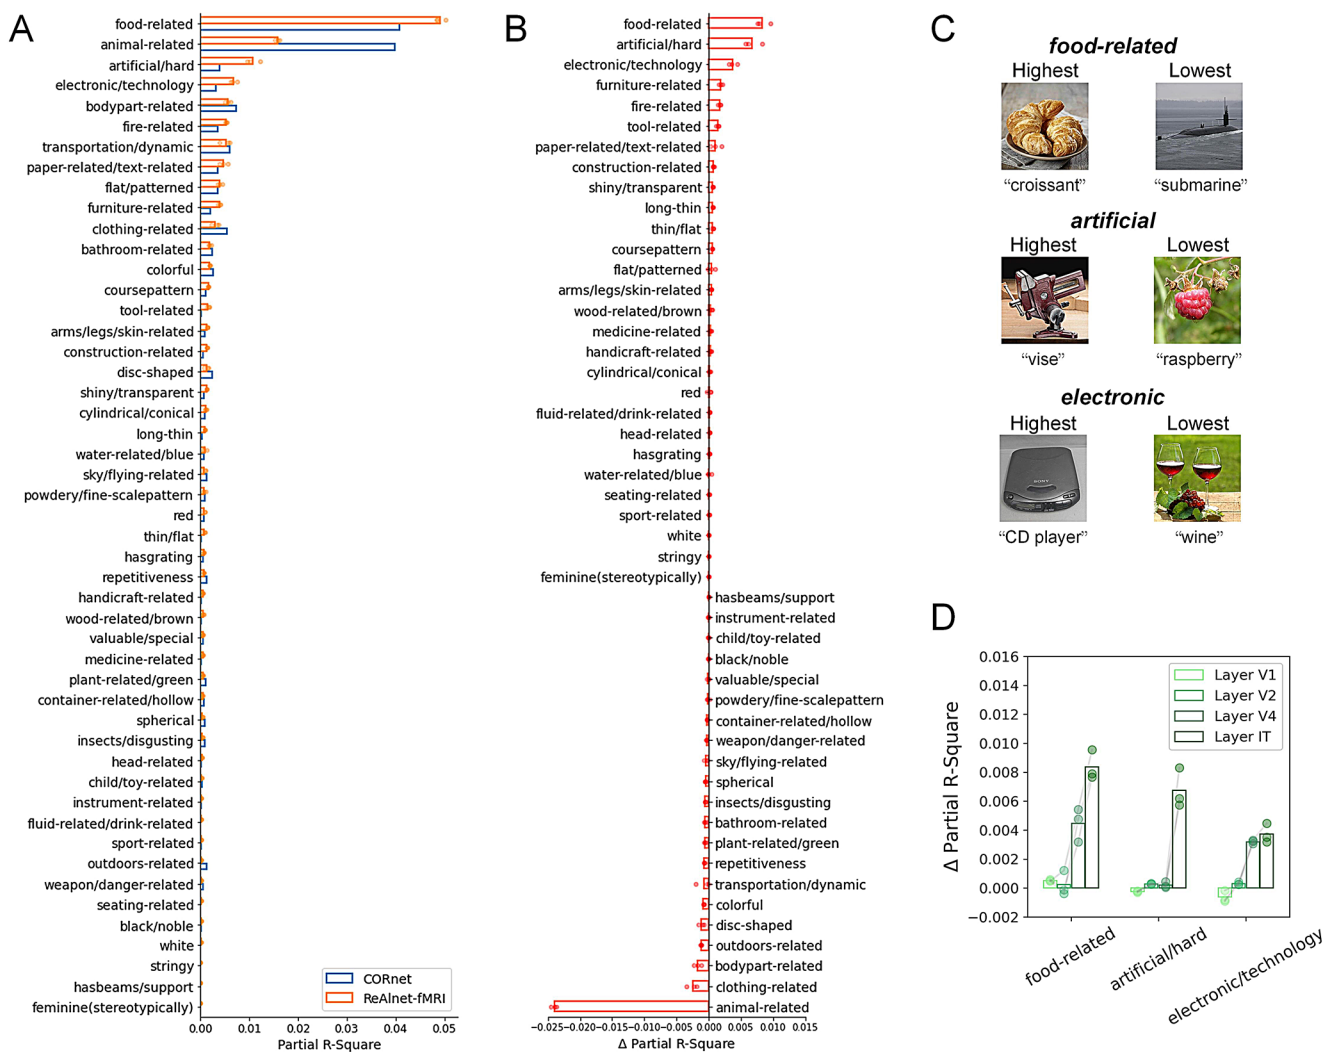 A
food-related
animal-related
artificial/hard
electronic/technology
bodypart-related
fire-related
transportation/dynamic
paper-related/text-related
flat/patterned
furniture-related
clothing-related
bathroom-related
colorful
coursepattern
tool-related
arms/legs/skin-related
construction-related
disc-shaped
shiny/transparent
cylindrical/conical
long-thin
water-related/blue
sky/flying-related
powdery/fine-scalepattern
red
thin/flat
hasgrating
repetitiveness
handicraft-related
wood-related/brown
valuable/special
medicine-related
plant-related/green
container-related/hollow
spherical
insects/disgusting
head-related
child/toy-related
instrument-related
fluid-related/drink-related
sport-related
outdoors-related
weapon/danger-related
seating-related
black/noble
white
stringy
hasbeams/support
feminine(stereotypically)
CORnet
ReAlnet-fMRI
0.00 0.01 0.02 0.03 0.04 0.05
Partial R-Square
B
food-related
artificial/hard
electronic/technology
furniture-related
fire-related
tool-related
paper-related/text-related
construction-related
shiny/transparent
long-thin
thin/flat
coursepattern
flat/patterned
arms/legs/skin-related
wood-related/brown
medicine-related
handicraft-related
cylindrical/conical
red
fluid-related/drink-related
head-related
hasgrating
water-related/blue
seating-related
sport-related
white
stringy
feminine(stereotypically)
hasbeams/support
instrument-related
child/toy-related
black/noble
valuable/special
powdery/fine-scalepattern
container-related/hollow
weapon/danger-related
sky/flying-related
spherical
insects/disgusting
bathroom-related
plant-related/green
repetitiveness
transportation/dynamic
colorful
disc-shaped
outdoors-related
bodypart-related
clothing-related
animal-related
−0.025−0.020−0.015−0.010−0.005 0.000 0.005 0.010 0.015
Δ Partial R-Square
C
food-related
Highest Lowest
“croissant” “submarine”
artificial
Highest Lowest
“vise” “raspberry”
electronic
Highest Lowest
SONY
“CD player” “wine”
D
0.016
0.014
0.012
0.010
0.008
0.006
0.004
0.002
0.000
−0.002
Δ Partial R-Square
Layer V1
Layer V2
Layer V4
Layer IT
food-related
artificial/hard
electronic/technology